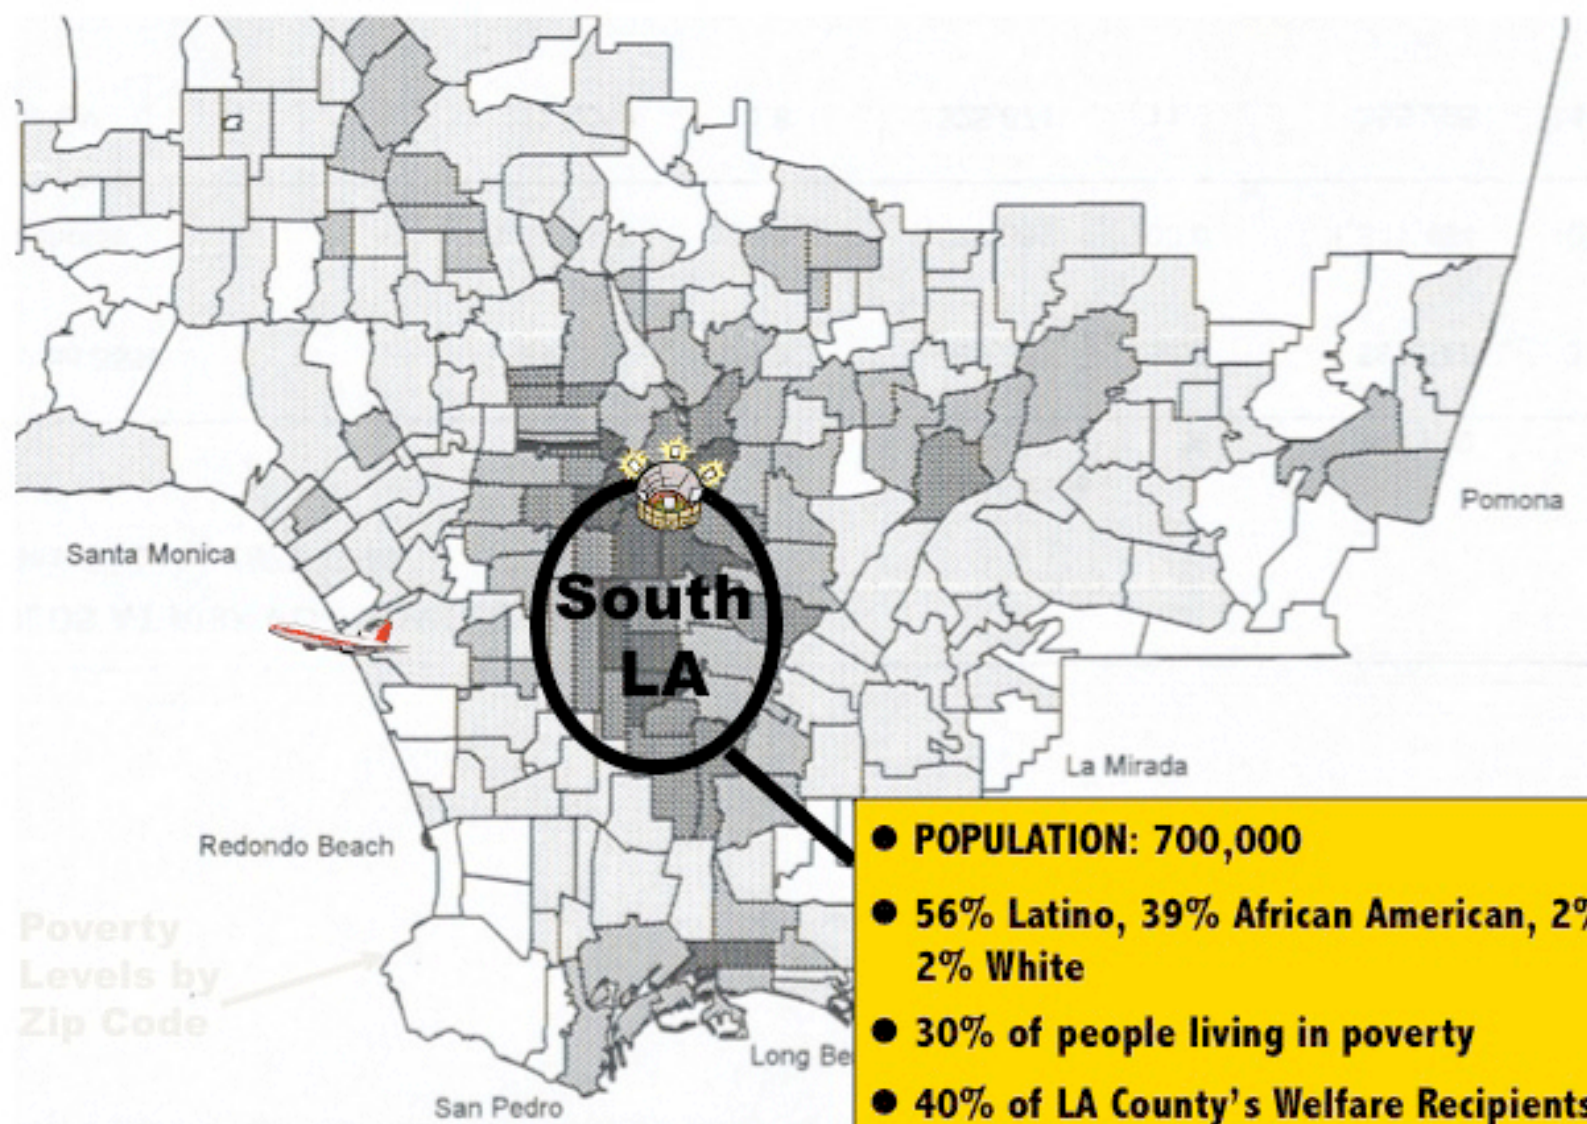 Santa Monica
South
LA
Pomona
La Mirada
Redondo Beach
Poverty
Levels by
Zip Code
Long Be
San Pedro
● POPULATION: 700,000
● 56% Latino, 39% African American, 2%
2% White
● 30% of people living in poverty
● 40% of LA County's Welfare Recipients